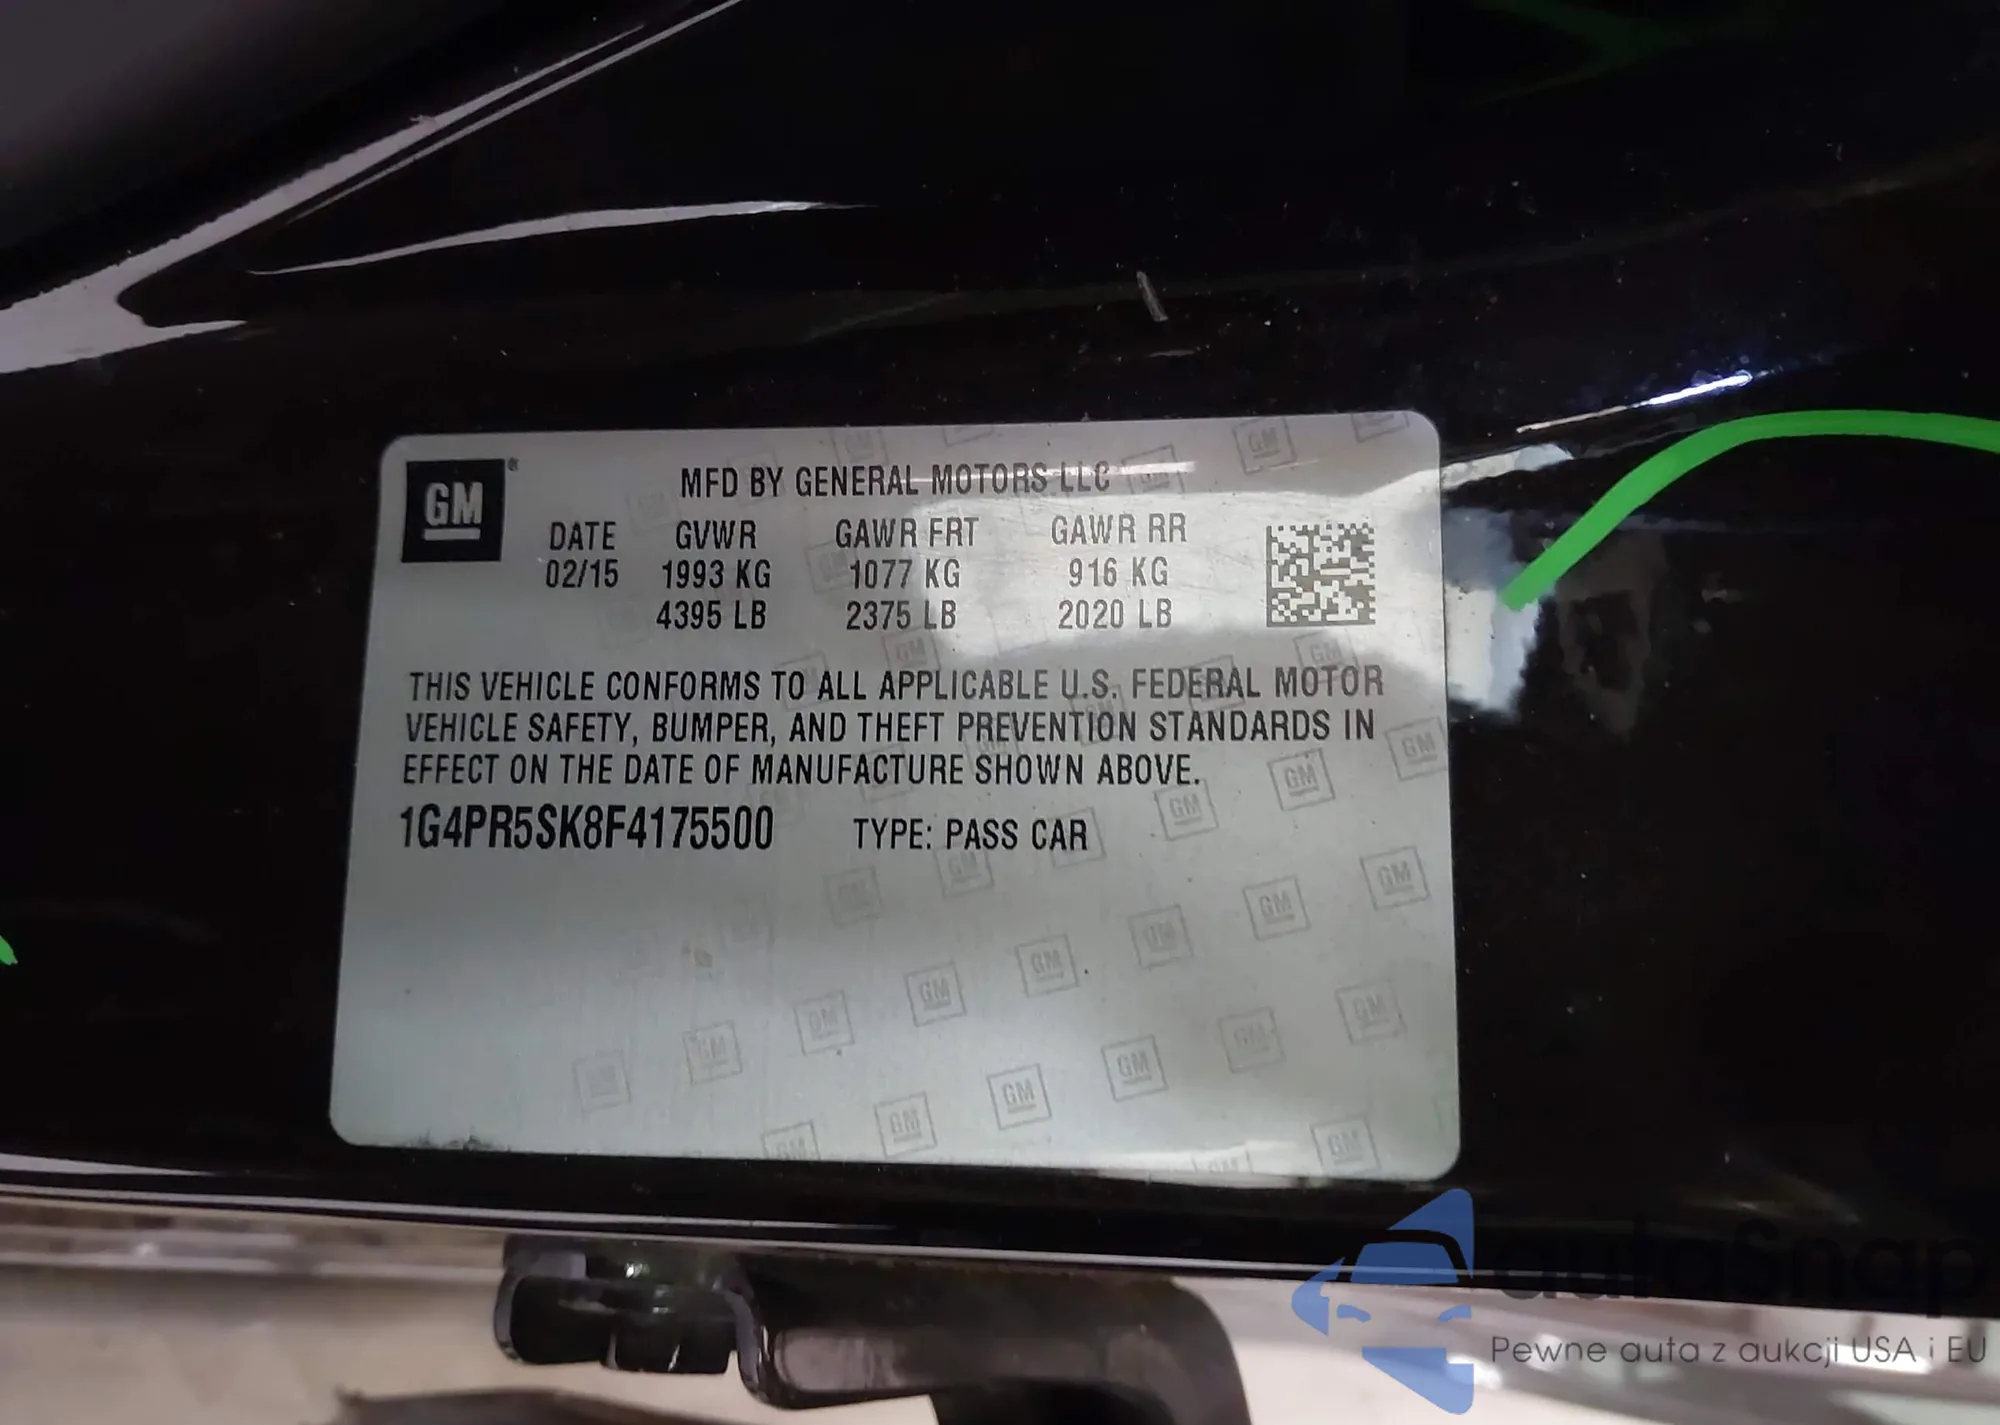 GM®
MFD BY GENERAL MOTORS LLC
DATE GVWR GAWR FRT GAWR RR
02/15 1993 KG 1077 KG 916 KG
4395 LB 2375 LB 2020 LB
THIS VEHICLE CONFORMS TO ALL APPLICABLE U.S. FEDERAL MOTOR
VEHICLE SAFETY, BUMPER, AND THEFT PREVENTION STANDARDS IN
EFFECT ON THE DATE OF MANUFACTURE SHOWN ABOVE.
1G4PR5SK8F4175500 TYPE: PASS CAR
autosnap
Pewne auta z aukcji USA i EU